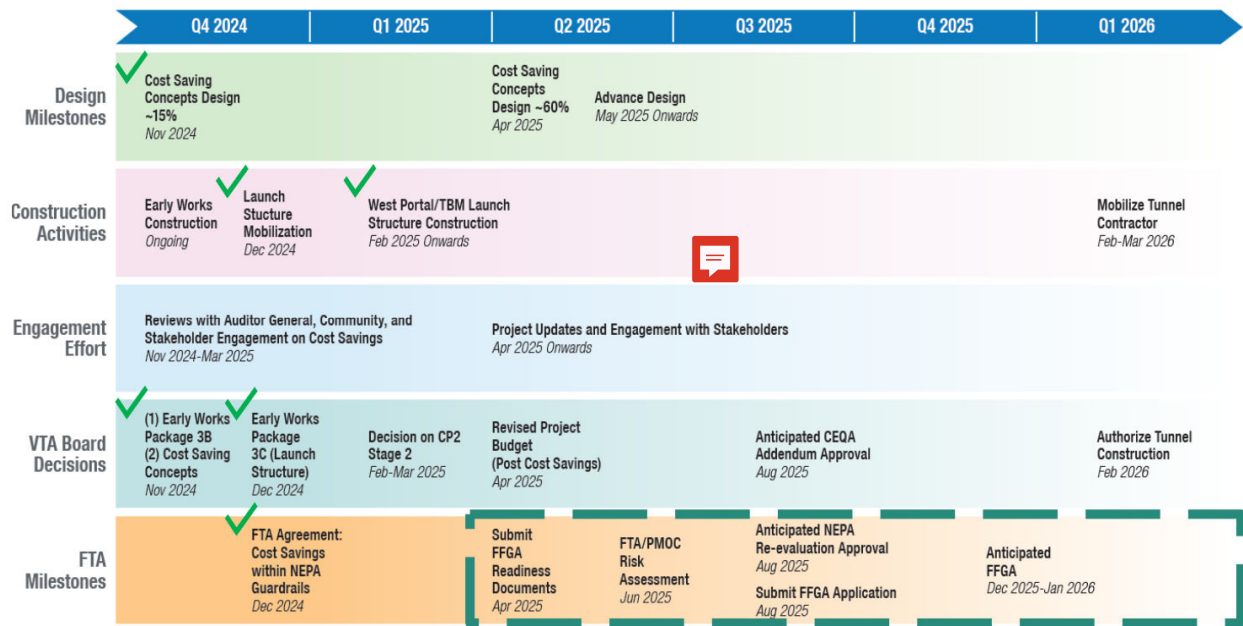 Q4 2024
Q1 2025
Q2 2025
Q3 2025
Q4 2025
Q1 2026
Design
Milestones
Cost Saving
Concepts Design
~15%
Nov 2024
Cost Saving
Concepts
Design ~60%
Apr 2025
Advance Design
May 2025 Onwards
Construction
Activities
Early Works
Construction
Ongoing
Launch
Stucture
Mobilization
Dec 2024
West Portal/TBM Launch
Structure Construction
Feb 2025 Onwards
Mobilize Tunnel
Contractor
Feb-Mar 2026
Engagement
Effort
Reviews with Auditor General, Community, and
Stakeholder Engagement on Cost Savings
Nov 2024-Mar 2025
Project Updates and Engagement with Stakeholders
Apr 2025 Onwards
VTA Board
Decisions
(1) Early Works
Package 3B
(2) Cost Saving
Concepts
Nov 2024
Early Works
Package
3C (Launch
Structure)
Dec 2024
Decision on CP2
Stage 2
Feb-Mar 2025
Revised Project
Budget
(Post Cost Savings)
Apr 2025
Anticipated CEQA
Addendum Approval
Aug 2025
Authorize Tunnel
Construction
Feb 2026
FTA
Milestones
FTA Agreement:
Cost Savings
within NEPA
Guardrails
Dec 2024
Submit
FFGA
Readiness
Documents
Apr 2025
FTA/PMOC
Risk
Assessment
Jun 2025
Anticipated NEPA
Re-evaluation Approval
Aug 2025
Submit FFGA Application
Aug 2025
Anticipated
FFGA
Dec 2025-Jan 2026